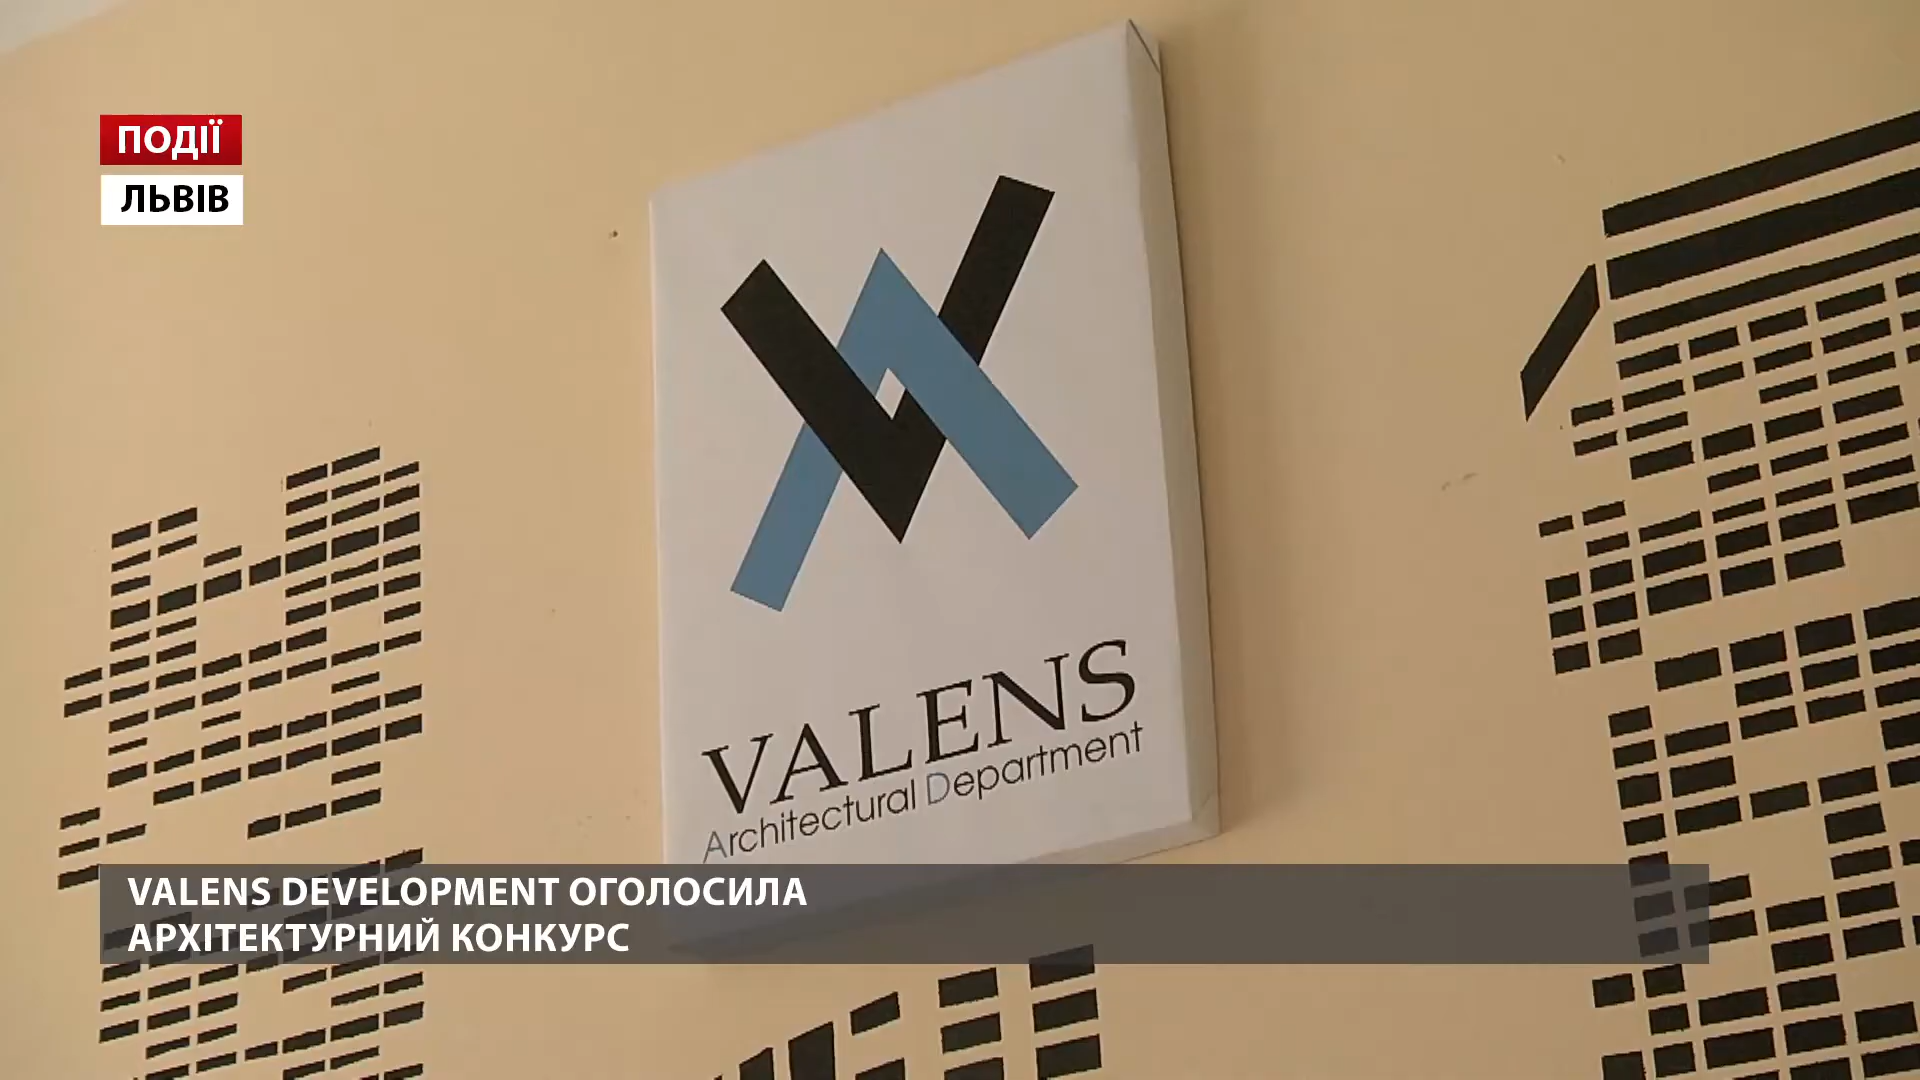 ПОДІЇ
ЛЬВІВ
VALENS
Architectural Department
VALENS DEVELOPMENT ОГОЛОСИЛА
АРХІТЕКТУРНИЙ КОНКУРС